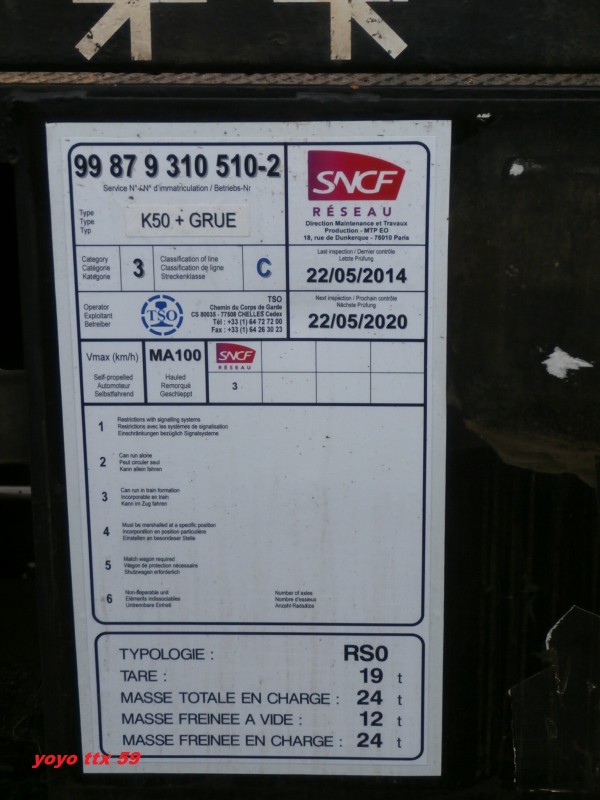 99 87 9 310 510-2
Service N°/N° d'immatriculation / Betriebs-Nr
Type
Type
Typ
K50 + GRUE
SNCF
RÉSEAU
Direction Maintenance et Travaux
Production - MTP EO
18, rue de Dunkerque - 75010 Paris
Category
Catégorie
Kategorie
3
Classification of line
Classification de ligne
Streckenklasse
C
Last inspection / Dernier contrôle
Letzte Prüfung
22/05/2014
Operator
Exploitant
Betreiber
TSO
TSO
Chemin du Corps de Garde
CS 80035 - 77508 CHELLES Cedex
Tél : +33 (1) 64 72 72 00
Fax : +33 (1) 64 26 30 23
Next inspection / Prochain contrôle
Nächste Prüfung
22/05/2020
Vmax (km/h)
Self-propelled
Automoteur
Selbstfahrend
MA100
Hauled
Remorqué
Geschleppt
SNCF
RÉSEAU
3
1
Restrictions with signalling systems
Restrictions avec les systèmes de signalisation
Einschränkungen bezüglich Signalsysteme
2
Can run alone
Peut circuler seul
Kann allein fahren
3
Can run in train formation
Incorporable en train
Kann im Zug fahren
4
Must be marshalled at a specific position
Incorporation en position particulière
Einstellen an besonderer Stelle
5
Match wagon required
Wagon de protection nécessaire
Shutzwagen erforderlich
6
Non-Separable unit
Eléments indissociables
Untrennbare Einheit
Number of axles
Nombre d'essieux
Anzahl Radsätze
TYPOLOGIE : RS0
TARE : 19 t
MASSE TOTALE EN CHARGE : 24 t
MASSE FREINEE A VIDE : 12 t
MASSE FREINEE EN CHARGE : 24 t
yoyo ttx 59